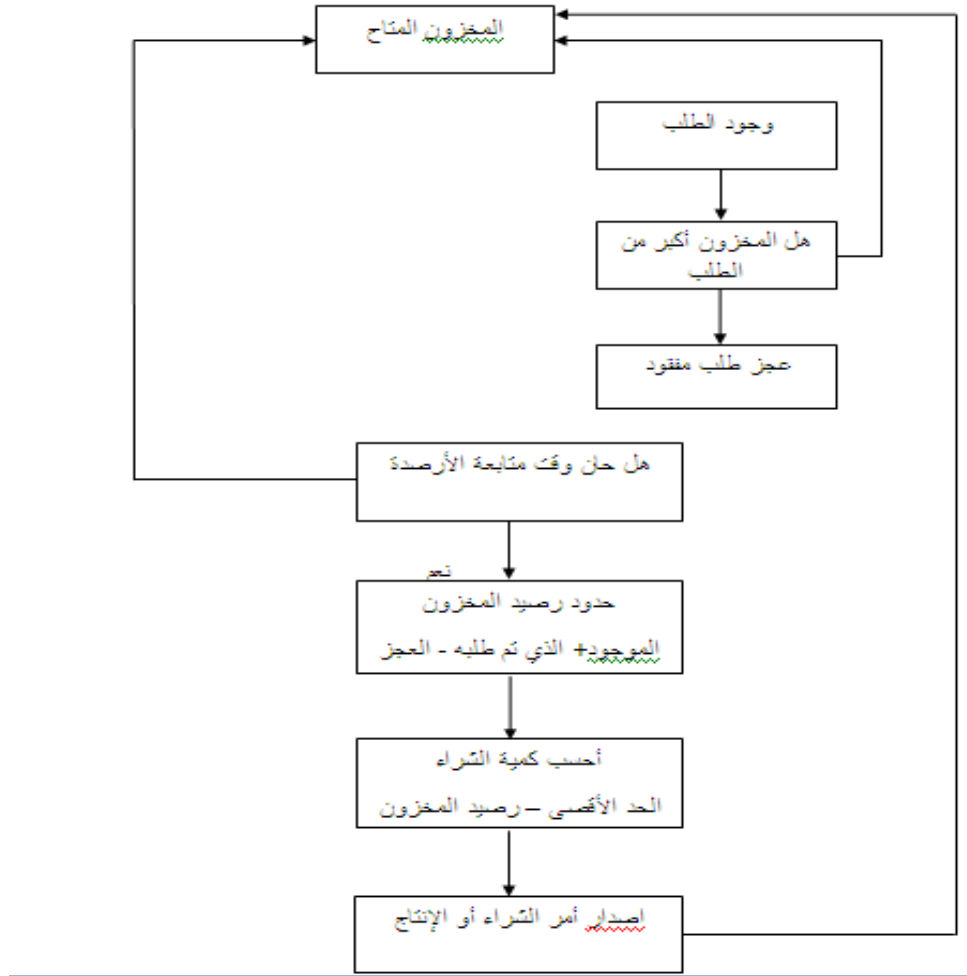 المخزون المتاح
وجود الطلب
هل المخزون أكبر من
الطلب
عجز طلب مفقود
هل حان وقت متابعة الأرصدة
نعم
حدود رصيد المخزون
الموجود+ الذي تم طلبه - العجز
أحسب كمية الشراء
الحد الأقصى – رصيد المخزون
اصدار أمر الشراء أو الإنتاج